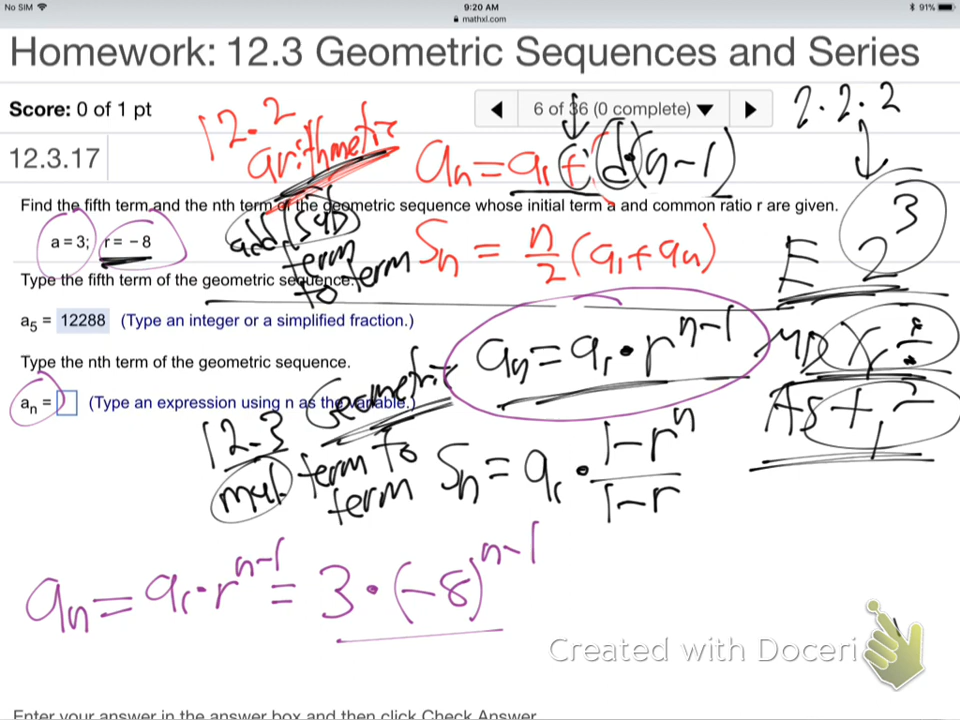 No SIM 9:20 AM 91%
mathxl.com
Homework: 12.3 Geometric Sequences and Series
Score: 0 of 1 pt
6 of 36 (0 complete) ▼
2·2·2
12-2
arithmetic
aₙ = a₁ + d·(n-1)
12.3.17
Find the fifth term and the nth term of the geometric sequence whose initial term a and common ratio r are given.
2³
a = 3; r = - 8
add/sub
term
to term
Sₙ = n/2 (a₁ + aₙ)
E
Type the fifth term of the geometric sequence.
a₅ = 12288 (Type an integer or a simplified fraction.)
aₙ = a₁ · r^(n-1)
MD X, ÷
Type the nth term of the geometric sequence.
Geometric
aₙ = (Type an expression using n as the variable.)
AS +, -
12-3
mul term to
term
Sₙ = a₁ · (1-rⁿ)/(1-r)
aₙ = a₁·r^(n-1) = 3·(-8)^(n-1)
Created with Doceri
Enter your answer in the answer box and then click Check Answer.